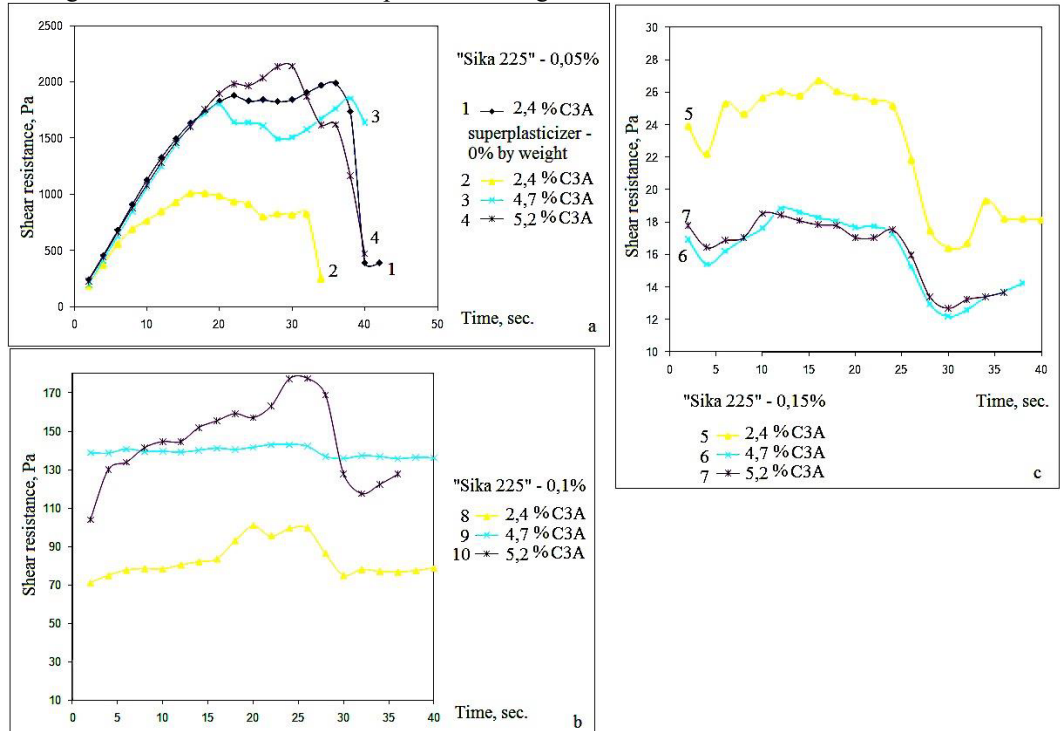 2500
2000
1500
1000
500
0
0 10 20 30 40 50
Shear resistance, Pa
Time, sec.
a
1
2
3
4
"Sika 225" - 0,05%
1 2,4 % C3A
superplasticizer -
0% by weight
2 2,4 % C3A
3 4,7 % C3A
4 5,2 % C3A
170
150
130
110
90
70
50
30
10
0 5 10 15 20 25 30 35 40
Shear resistance, Pa
Time, sec.
b
"Sika 225" - 0,1%
8 2,4 % C3A
9 4,7 % C3A
10 5,2 % C3A
30
28
26
24
22
20
18
16
14
12
10
0 5 10 15 20 25 30 35 40
Shear resistance, Pa
5
7
6
"Sika 225" - 0,15%
Time, sec.
5 2,4 % C3A
6 4,7 % C3A
7 5,2 % C3A
c